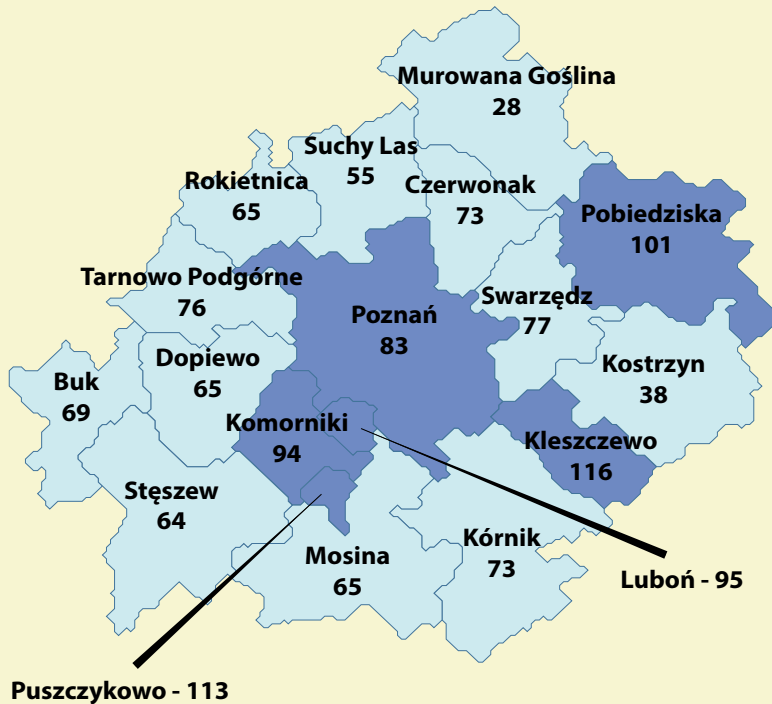 Murowana Goślina
28
Suchy Las
55
Rokietnica
65
Czerwonak
73
Pobiedziska
101
Tarnowo Podgórne
76
Poznań
83
Swarzędz
77
Dopiewo
65
Buk
69
Kostrzyn
38
Komorniki
94
Kleszczewo
116
Stęszew
64
Mosina
65
Kórnik
73
Luboń - 95
Puszczykowo - 113